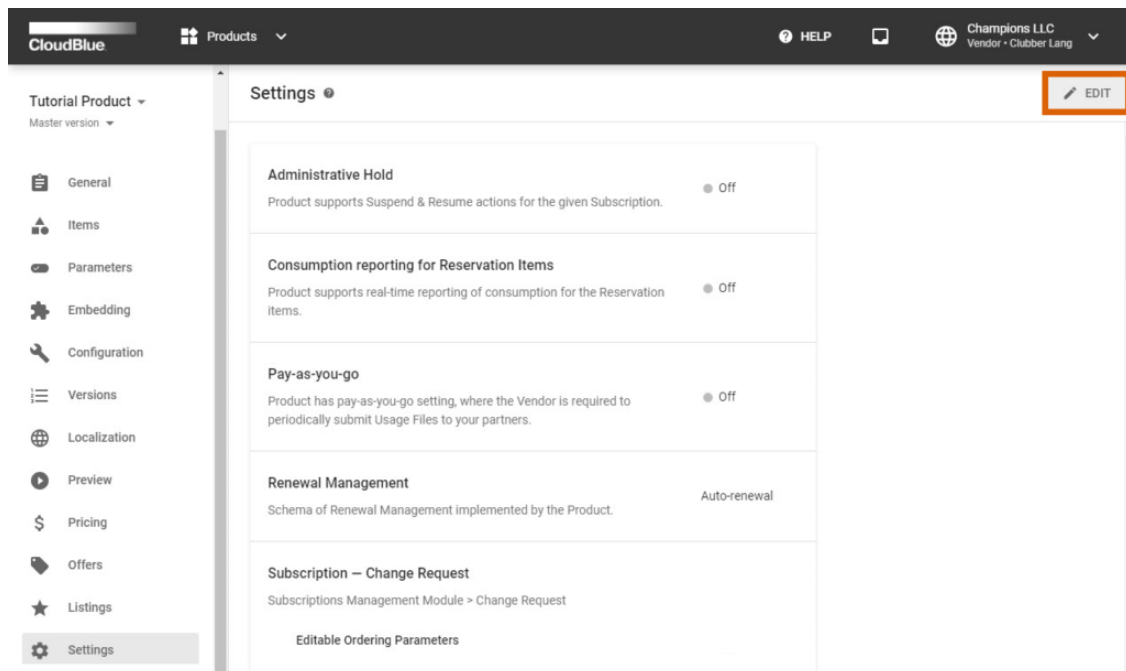 CloudBlue
Products
HELP
Champions LLC
Vendor • Clubber Lang
Tutorial Product
Master version
General
Items
Parameters
Embedding
Configuration
Versions
Localization
Preview
Pricing
Offers
Listings
Settings
Settings
EDIT
Administrative Hold
Product supports Suspend & Resume actions for the given Subscription.
Off
Consumption reporting for Reservation Items
Product supports real-time reporting of consumption for the Reservation
items.
Off
Pay-as-you-go
Product has pay-as-you-go setting, where the Vendor is required to
periodically submit Usage Files to your partners.
Off
Renewal Management
Schema of Renewal Management implemented by the Product.
Auto-renewal
Subscription — Change Request
Subscriptions Management Module > Change Request
Editable Ordering Parameters